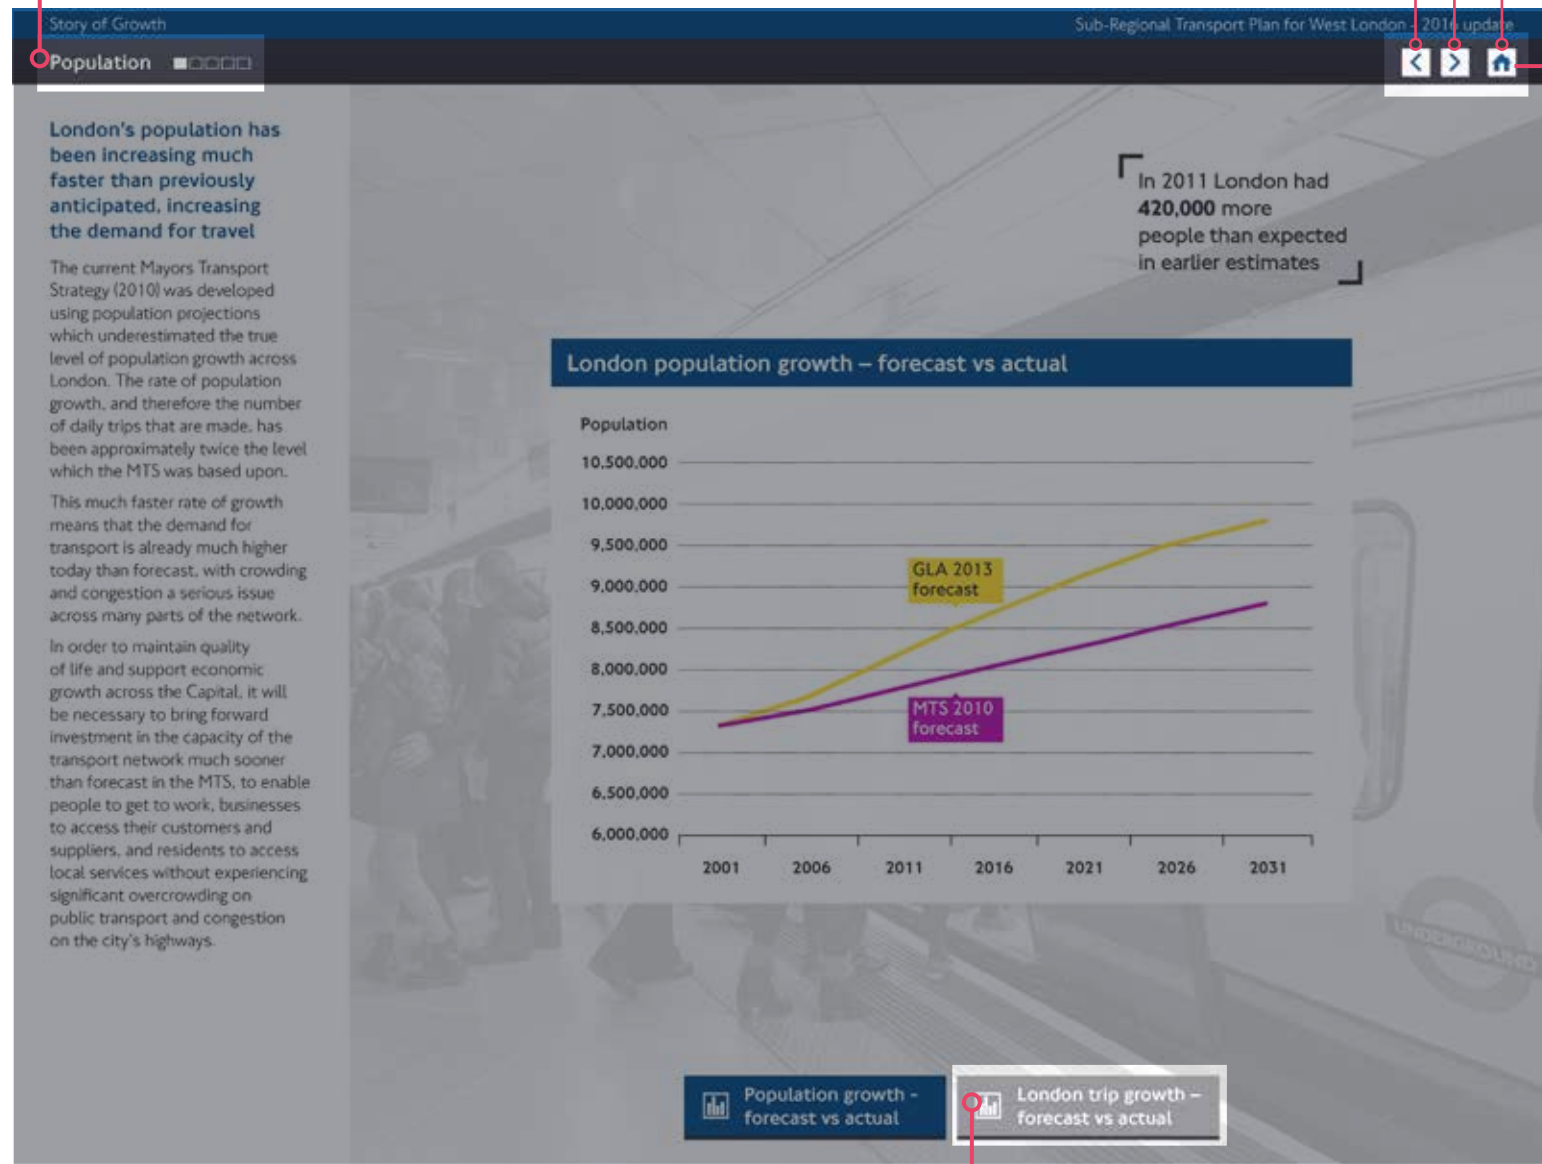 Story of Growth
Sub-Regional Transport Plan for West London - 2016 update
Population
London's population has
been increasing much
faster than previously
anticipated, increasing
the demand for travel
The current Mayors Transport
Strategy (2010) was developed
using population projections
which underestimated the true
level of population growth across
London. The rate of population
growth, and therefore the number
of daily trips that are made, has
been approximately twice the level
which the MTS was based upon.
This much faster rate of growth
means that the demand for
transport is already much higher
today than forecast, with crowding
and congestion a serious issue
across many parts of the network.
In order to maintain quality
of life and support economic
growth across the Capital, it will
be necessary to bring forward
investment in the capacity of the
transport network much sooner
than forecast in the MTS, to enable
people to get to work, businesses
to access their customers and
suppliers, and residents to access
local services without experiencing
significant overcrowding on
public transport and congestion
on the city's highways.
In 2011 London had
420,000 more
people than expected
in earlier estimates
London population growth – forecast vs actual
Population
10,500,000
10,000,000
9,500,000
9,000,000
8,500,000
8,000,000
7,500,000
7,000,000
6,500,000
6,000,000
GLA 2013
forecast
MTS 2010
forecast
2001 2006 2011 2016 2021 2026 2031
UNDERGROUND
Population growth -
forecast vs actual
London trip growth –
forecast vs actual